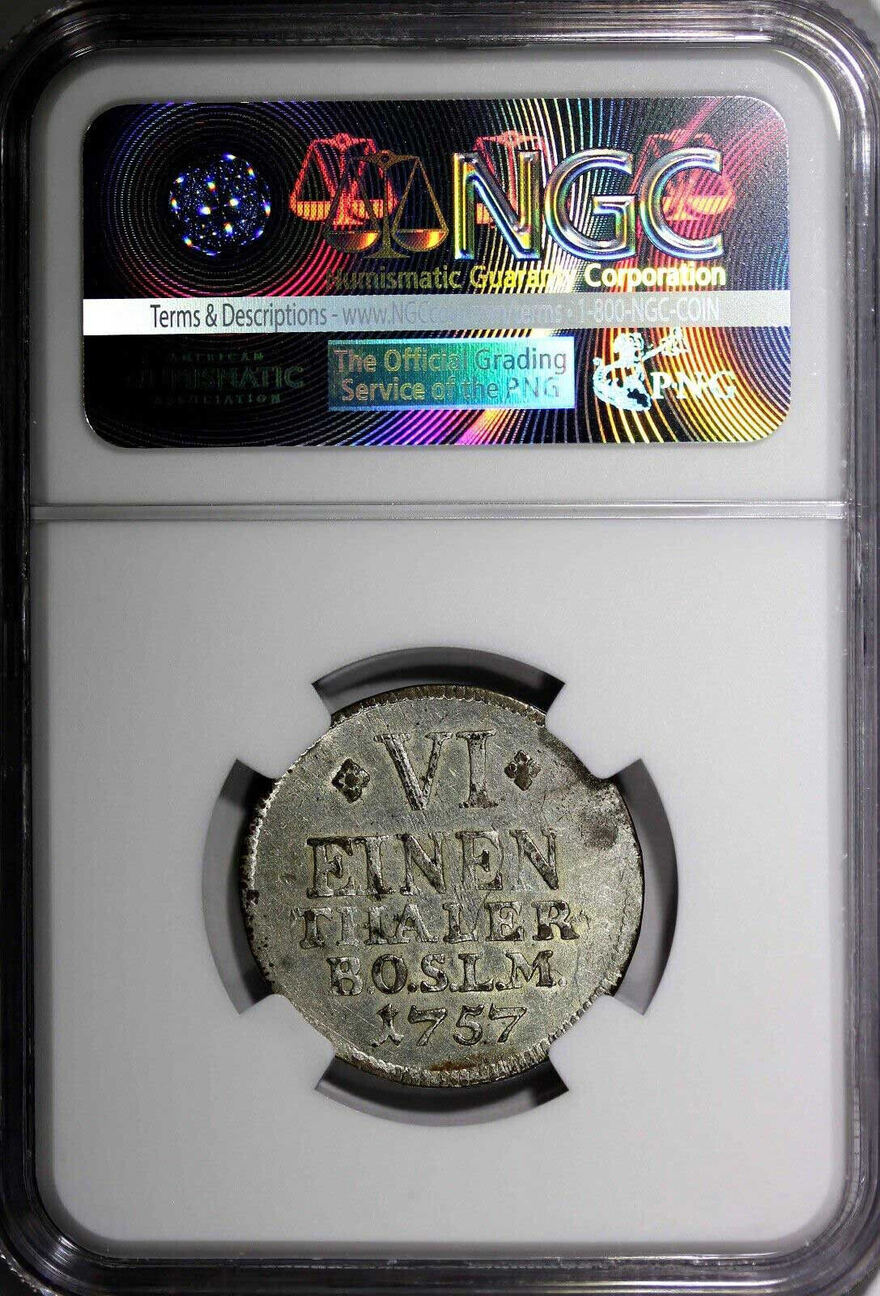 NGC
Numismatic Guaranty Corporation
Terms & Descriptions - www.NGCcoin.com/terms • 1-800-NGC-COIN
AMERICAN
NUMISMATIC
ASSOCIATION
The Official Grading
Service of the PNG
PNG
VI
EINEN
THALER
B.O.S.L.M.
1757